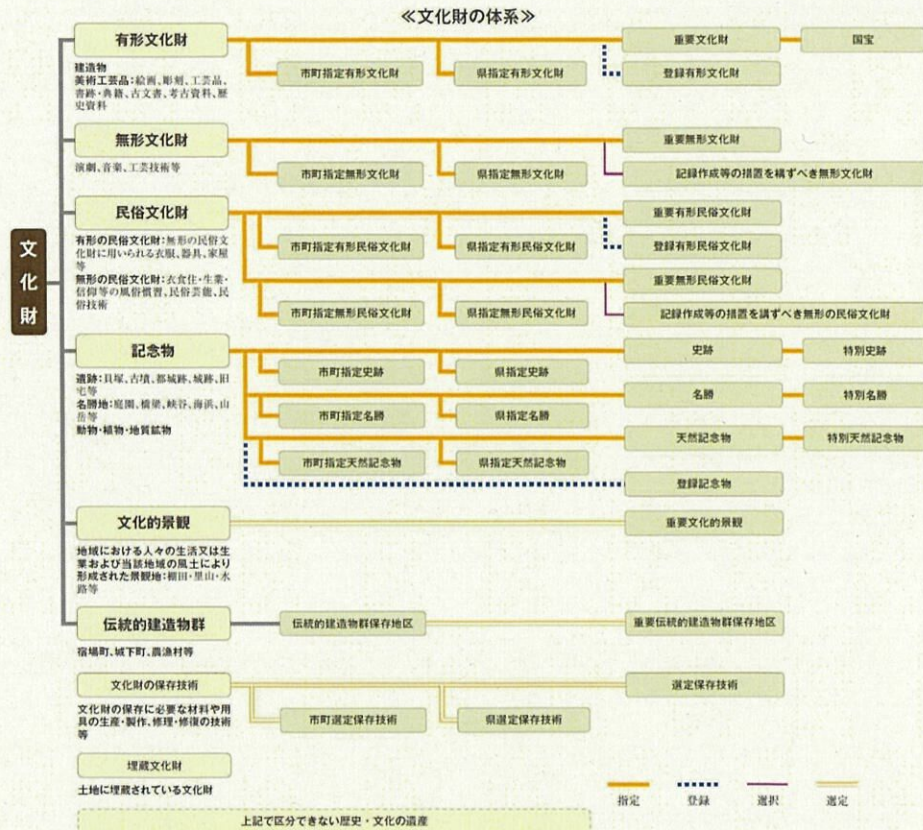 ≪文化財の体系≫
文化財
有形文化財
建造物
美術工芸品:絵画、彫刻、工芸品、
書跡・典籍、古文書、考古資料、歴
史資料
市町指定有形文化財
県指定有形文化財
重要文化財
国宝
登録有形文化財
無形文化財
演劇、音楽、工芸技術等
市町指定無形文化財
県指定無形文化財
重要無形文化財
記録作成等の措置を構ずべき無形文化財
民俗文化財
有形の民俗文化財:無形の民俗文
化財に用いられる衣服、器具、家屋
等
無形の民俗文化財:衣食住・生業・
信仰等の風俗慣習、民俗芸能、民
俗技術
市町指定有形民俗文化財
県指定有形民俗文化財
重要有形民俗文化財
登録有形民俗文化財
市町指定無形民俗文化財
県指定無形民俗文化財
重要無形民俗文化財
記録作成等の措置を講ずべき無形の民俗文化財
記念物
遺跡:貝塚、古墳、都城跡、城跡、旧
宅等
名勝地:庭園、橋梁、峡谷、海浜、山
岳等
動物・植物・地質鉱物
市町指定史跡
県指定史跡
史跡
特別史跡
市町指定名勝
県指定名勝
名勝
特別名勝
市町指定天然記念物
県指定天然記念物
天然記念物
特別天然記念物
登録記念物
文化的景観
地域における人々の生活又は生
業および当該地域の風土により
形成された景観地:棚田・里山・水
路等
重要文化的景観
伝統的建造物群
宿場町、城下町、農漁村等
伝統的建造物群保存地区
重要伝統的建造物群保存地区
文化財の保存技術
文化財の保存に必要な材料や用
具の生産・製作、修理・修復の技術
等
市町選定保存技術
県選定保存技術
選定保存技術
埋蔵文化財
土地に埋蔵されている文化財
上記で区分できない歴史・文化の遺産
指定
登録
選択
選定